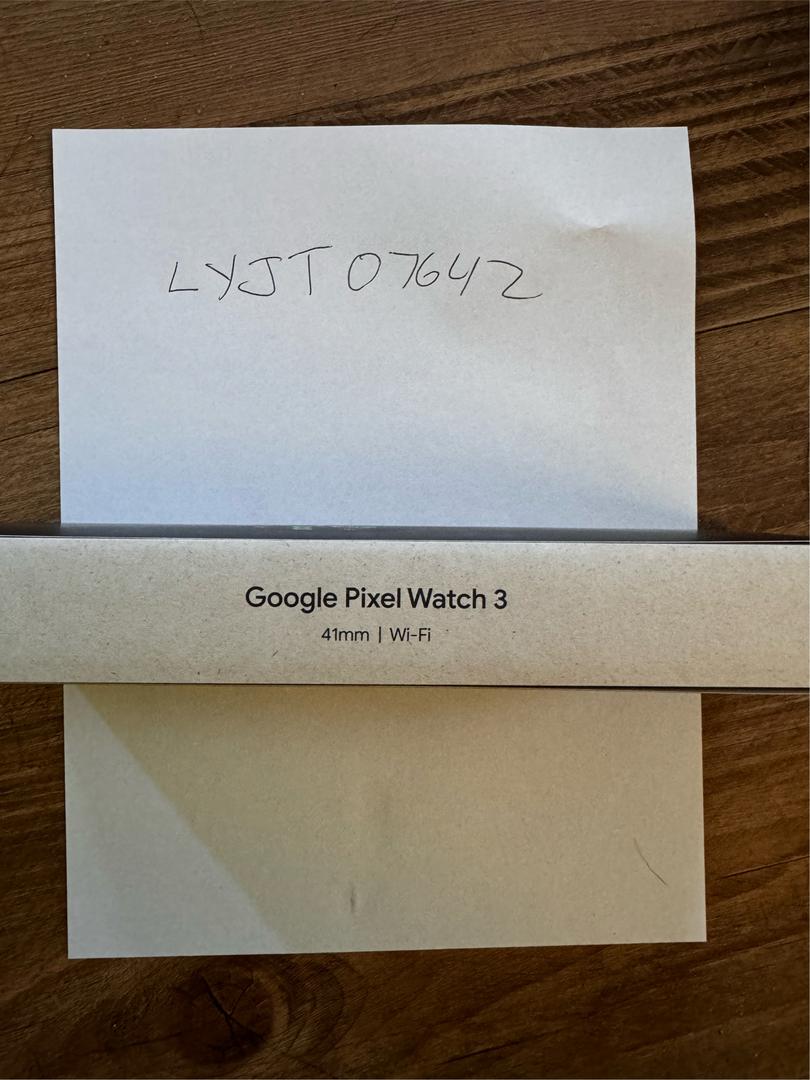 LYJT07642
Google Pixel Watch 3
41mm | Wi-Fi